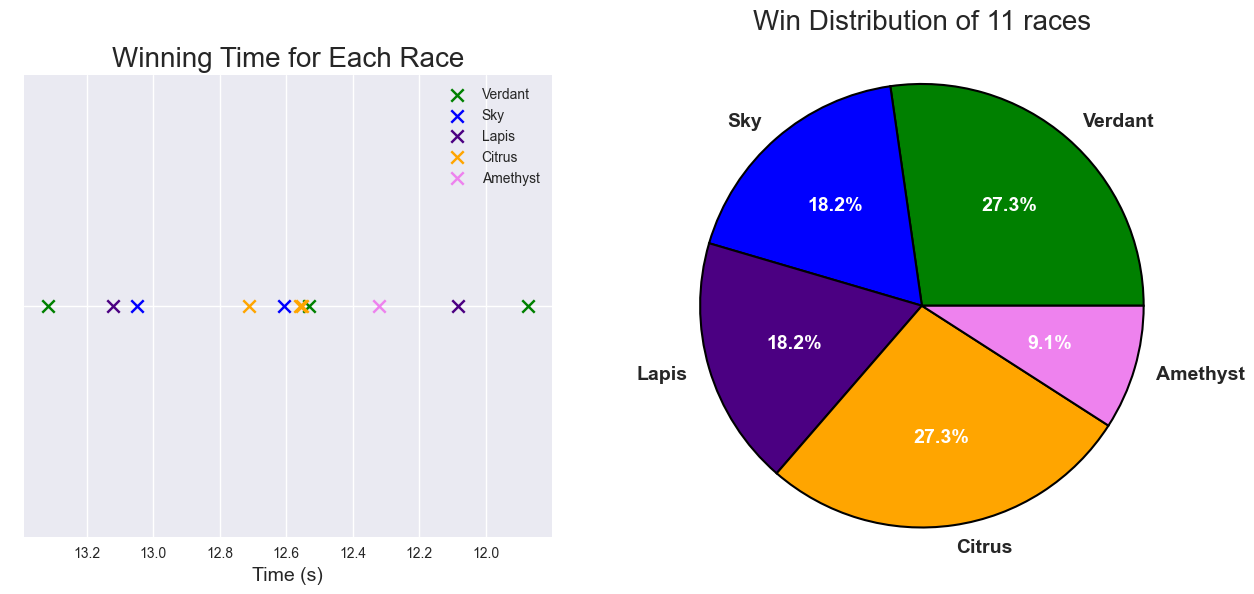 Winning Time for Each Race
Verdant
Sky
Lapis
Citrus
Amethyst
13.2 13.0 12.8 12.6 12.4 12.2 12.0
Time (s)
Win Distribution of 11 races
Sky
Verdant
18.2%
27.3%
18.2%
9.1%
Lapis
Amethyst
27.3%
Citrus